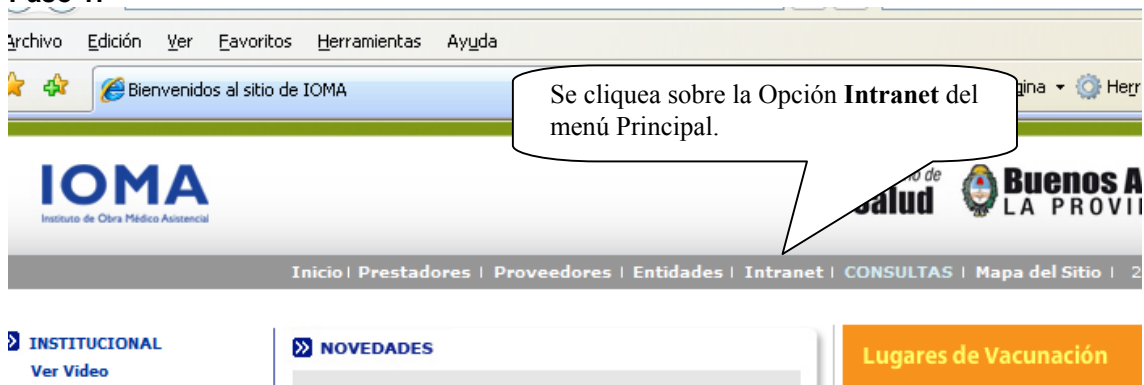 Archivo Edición Ver Favoritos Herramientas Ayuda
Bienvenidos al sitio de IOMA
Se cliquea sobre la Opción Intranet del
menú Principal.
IOMA
Instituto de Obra Médico Asistencial
de
Salud
Buenos A
LA PROVI
Inicio | Prestadores | Proveedores | Entidades | Intranet | CONSULTAS | Mapa del Sitio | 2
INSTITUCIONAL
Ver Video
NOVEDADES
Lugares de Vacunación